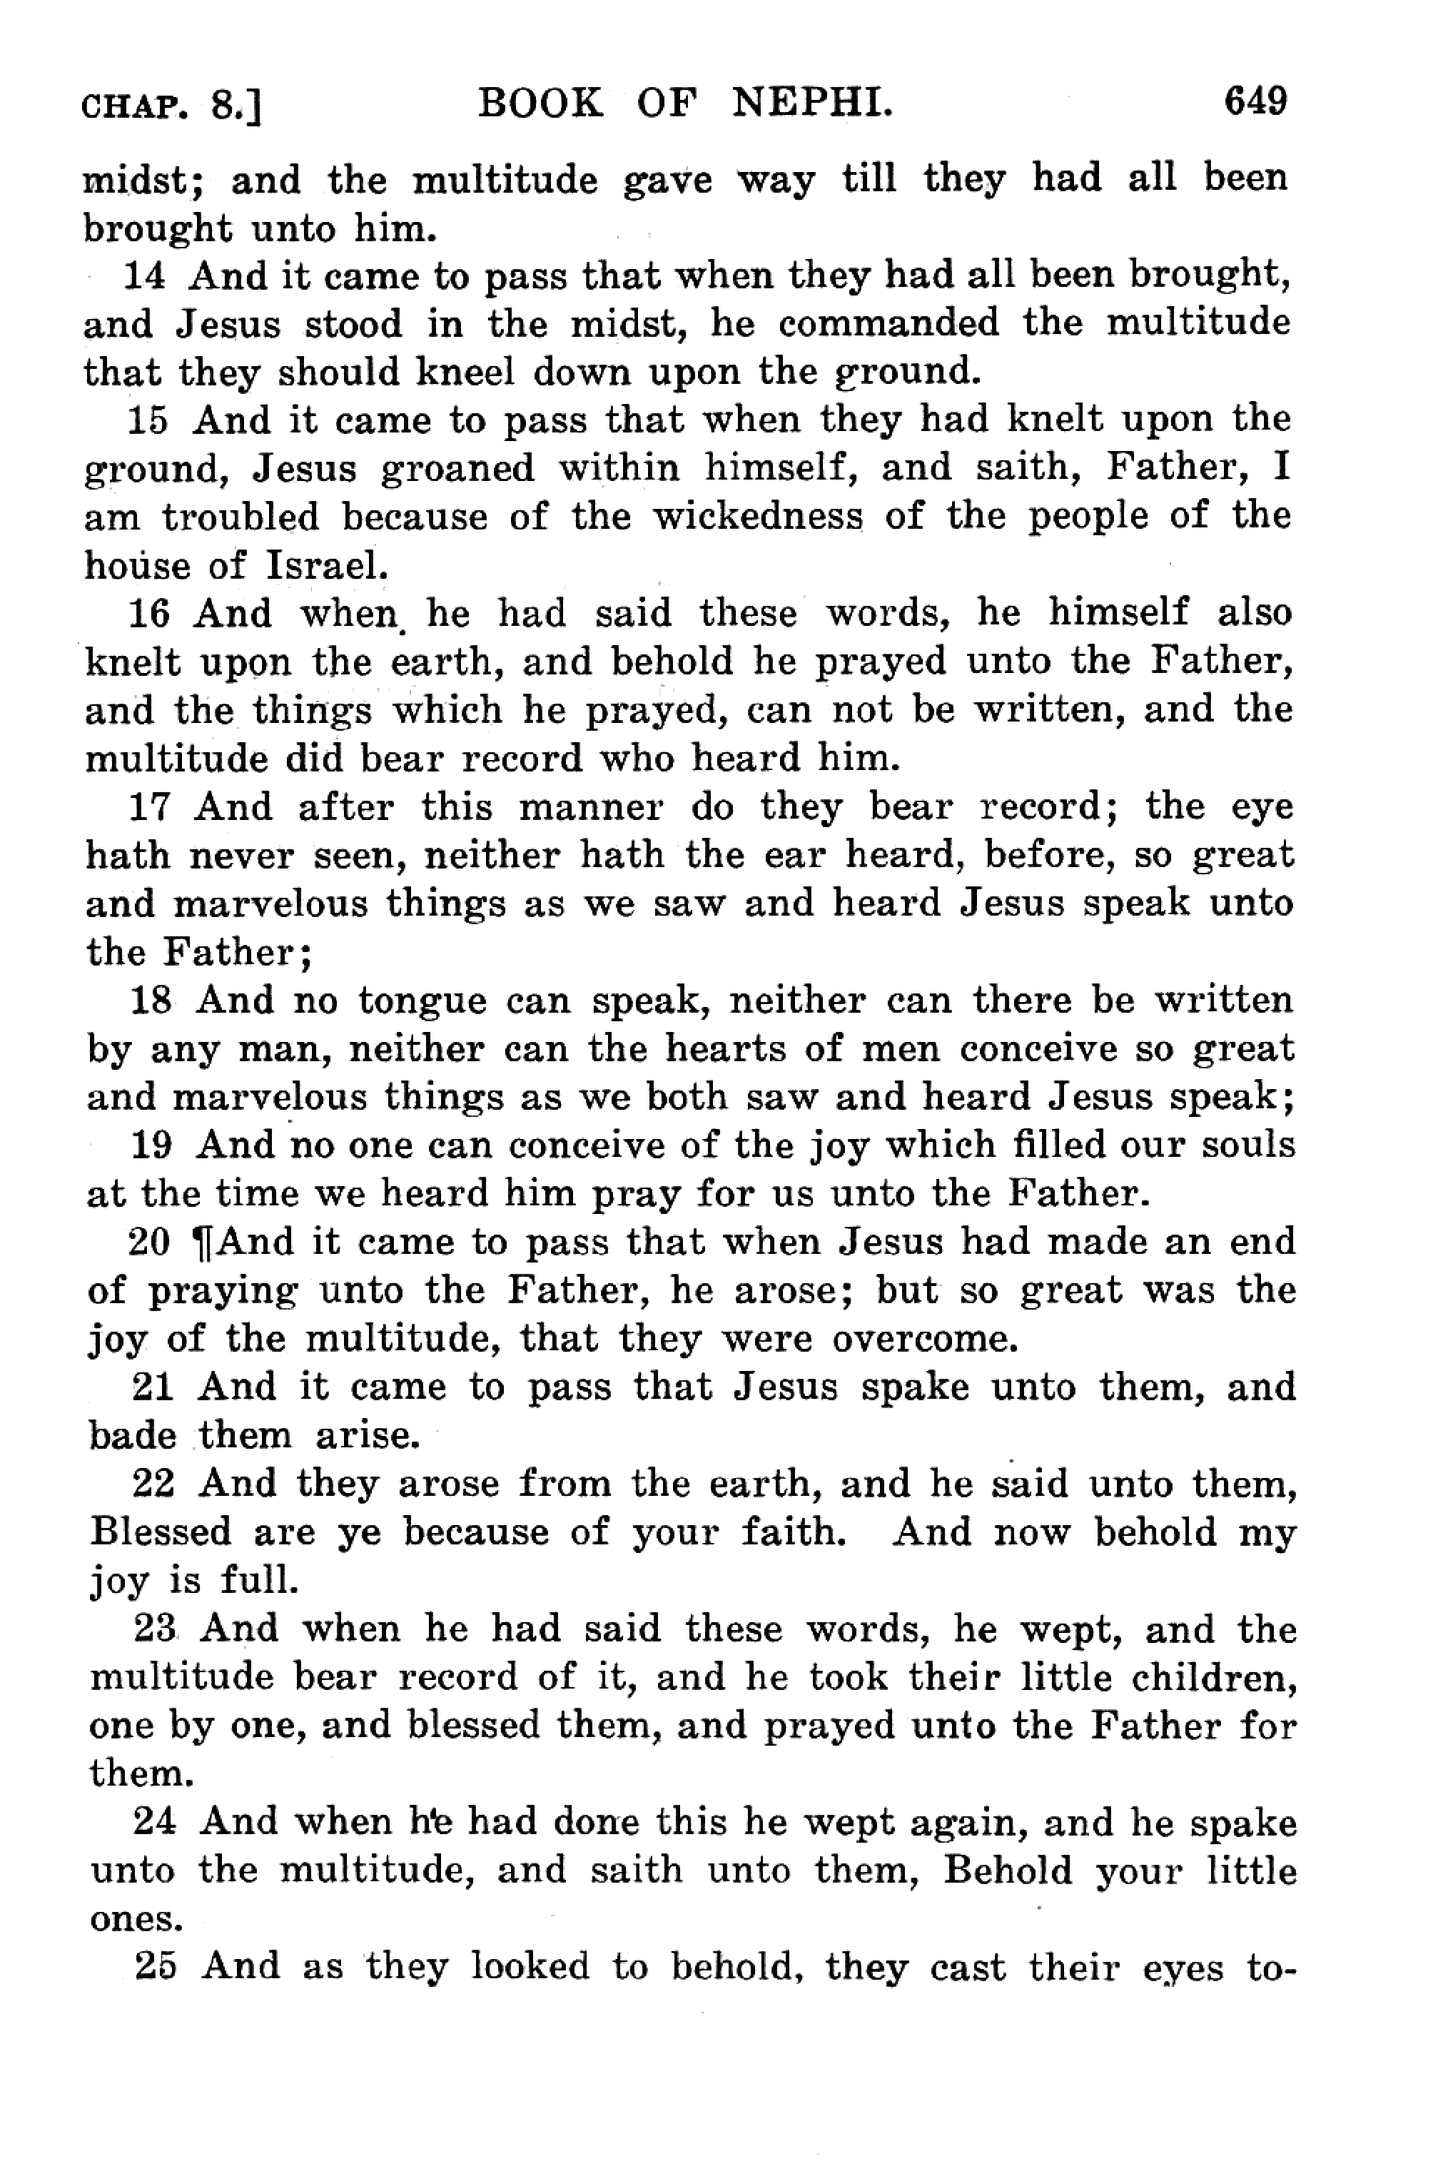 CHAP. 8.] BOOK OF NEPHI. 649
midst; and the multitude gave way till they had all been
brought unto him.
14 And it came to pass that when they had all been brought,
and Jesus stood in the midst, he commanded the multitude
that they should kneel down upon the ground.
15 And it came to pass that when they had knelt upon the
ground, Jesus groaned within himself, and saith, Father, I
am troubled because of the wickedness of the people of the
house of Israel.
16 And when he had said these words, he himself also
knelt upon the earth, and behold he prayed unto the Father,
and the things which he prayed, can not be written, and the
multitude did bear record who heard him.
17 And after this manner do they bear record; the eye
hath never seen, neither hath the ear heard, before, so great
and marvelous things as we saw and heard Jesus speak unto
the Father;
18 And no tongue can speak, neither can there be written
by any man, neither can the hearts of men conceive so great
and marvelous things as we both saw and heard Jesus speak;
19 And no one can conceive of the joy which filled our souls
at the time we heard him pray for us unto the Father.
20 ¶And it came to pass that when Jesus had made an end
of praying unto the Father, he arose; but so great was the
joy of the multitude, that they were overcome.
21 And it came to pass that Jesus spake unto them, and
bade them arise.
22 And they arose from the earth, and he said unto them,
Blessed are ye because of your faith. And now behold my
joy is full.
23 And when he had said these words, he wept, and the
multitude bear record of it, and he took their little children,
one by one, and blessed them, and prayed unto the Father for
them.
24 And when he had done this he wept again, and he spake
unto the multitude, and saith unto them, Behold your little
ones.
25 And as they looked to behold, they cast their eyes to-